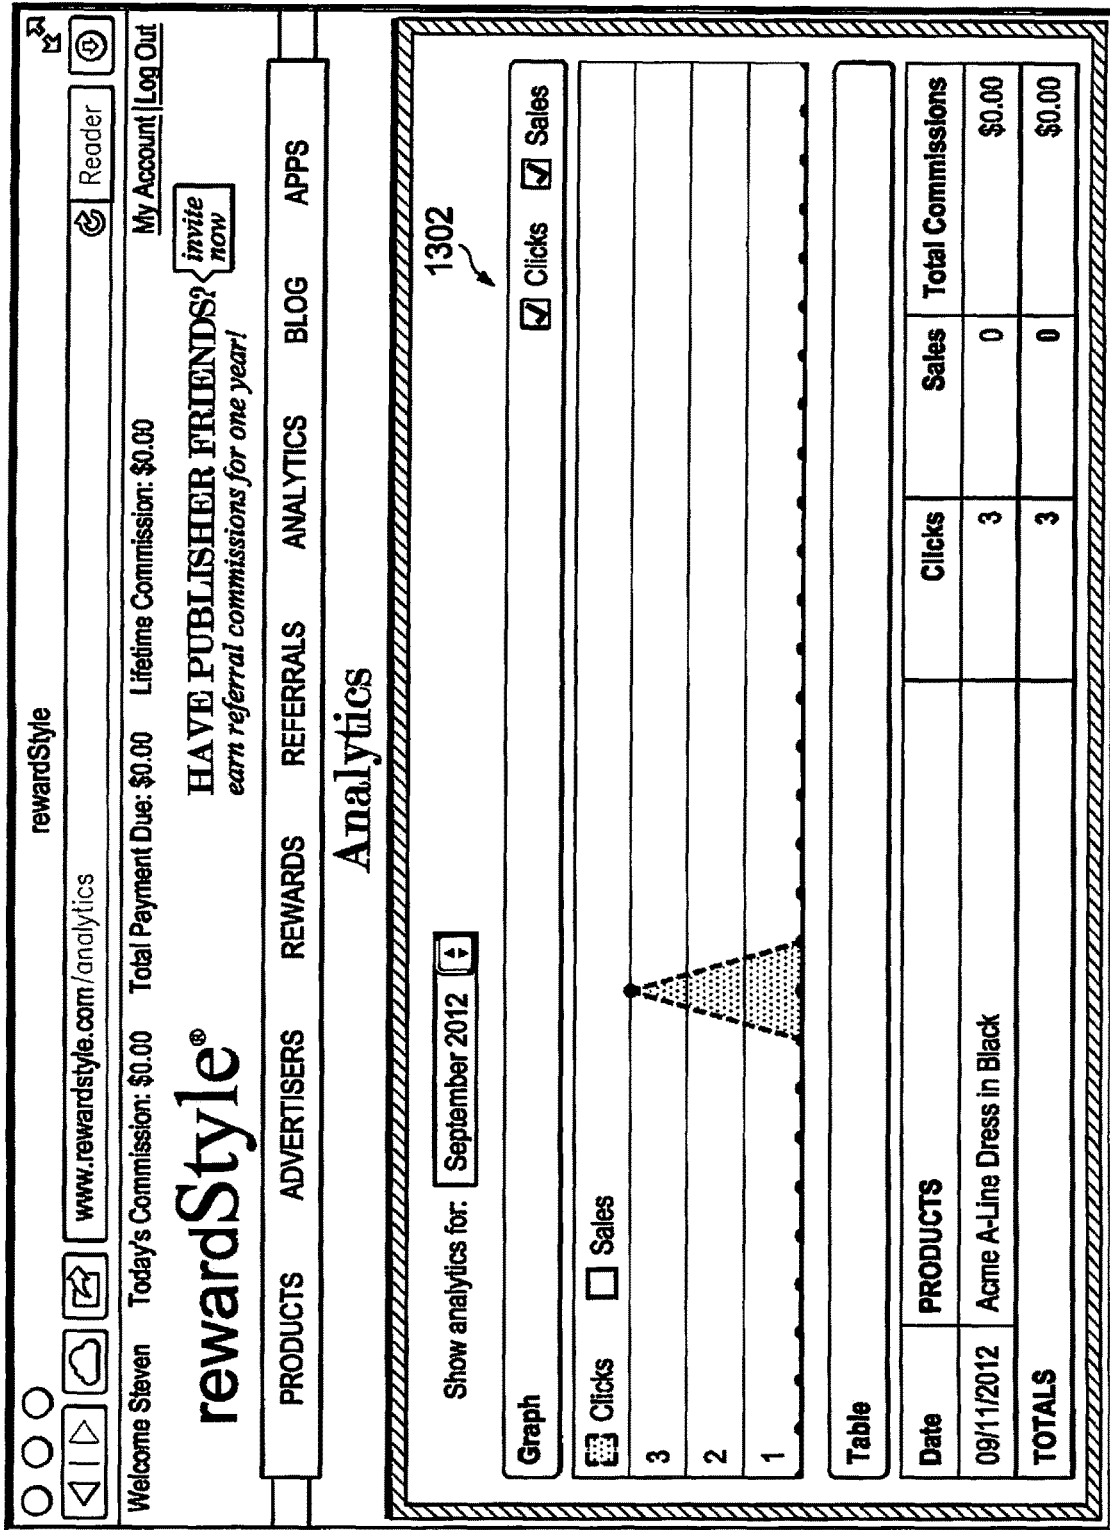 rewardStyle
www.rewardstyle.com/analytics
Reader
Welcome Steven Today's Commission: $0.00 Total Payment Due: $0.00 Lifetime Commission: $0.00 My Account|Log Out
rewardStyle®
HAVE PUBLISHER FRIENDS? invite now
earn referral commissions for one year!
PRODUCTS ADVERTISERS REWARDS REFERRALS ANALYTICS BLOG APPS
Analytics
Show analytics for: September 2012
1302
Graph Clicks Sales
Clicks Sales
3
2
1
Table
Date PRODUCTS Clicks Sales Total Commissions
09/11/2012 Acme A-Line Dress in Black 3 0 $0.00
TOTALS 3 0 $0.00